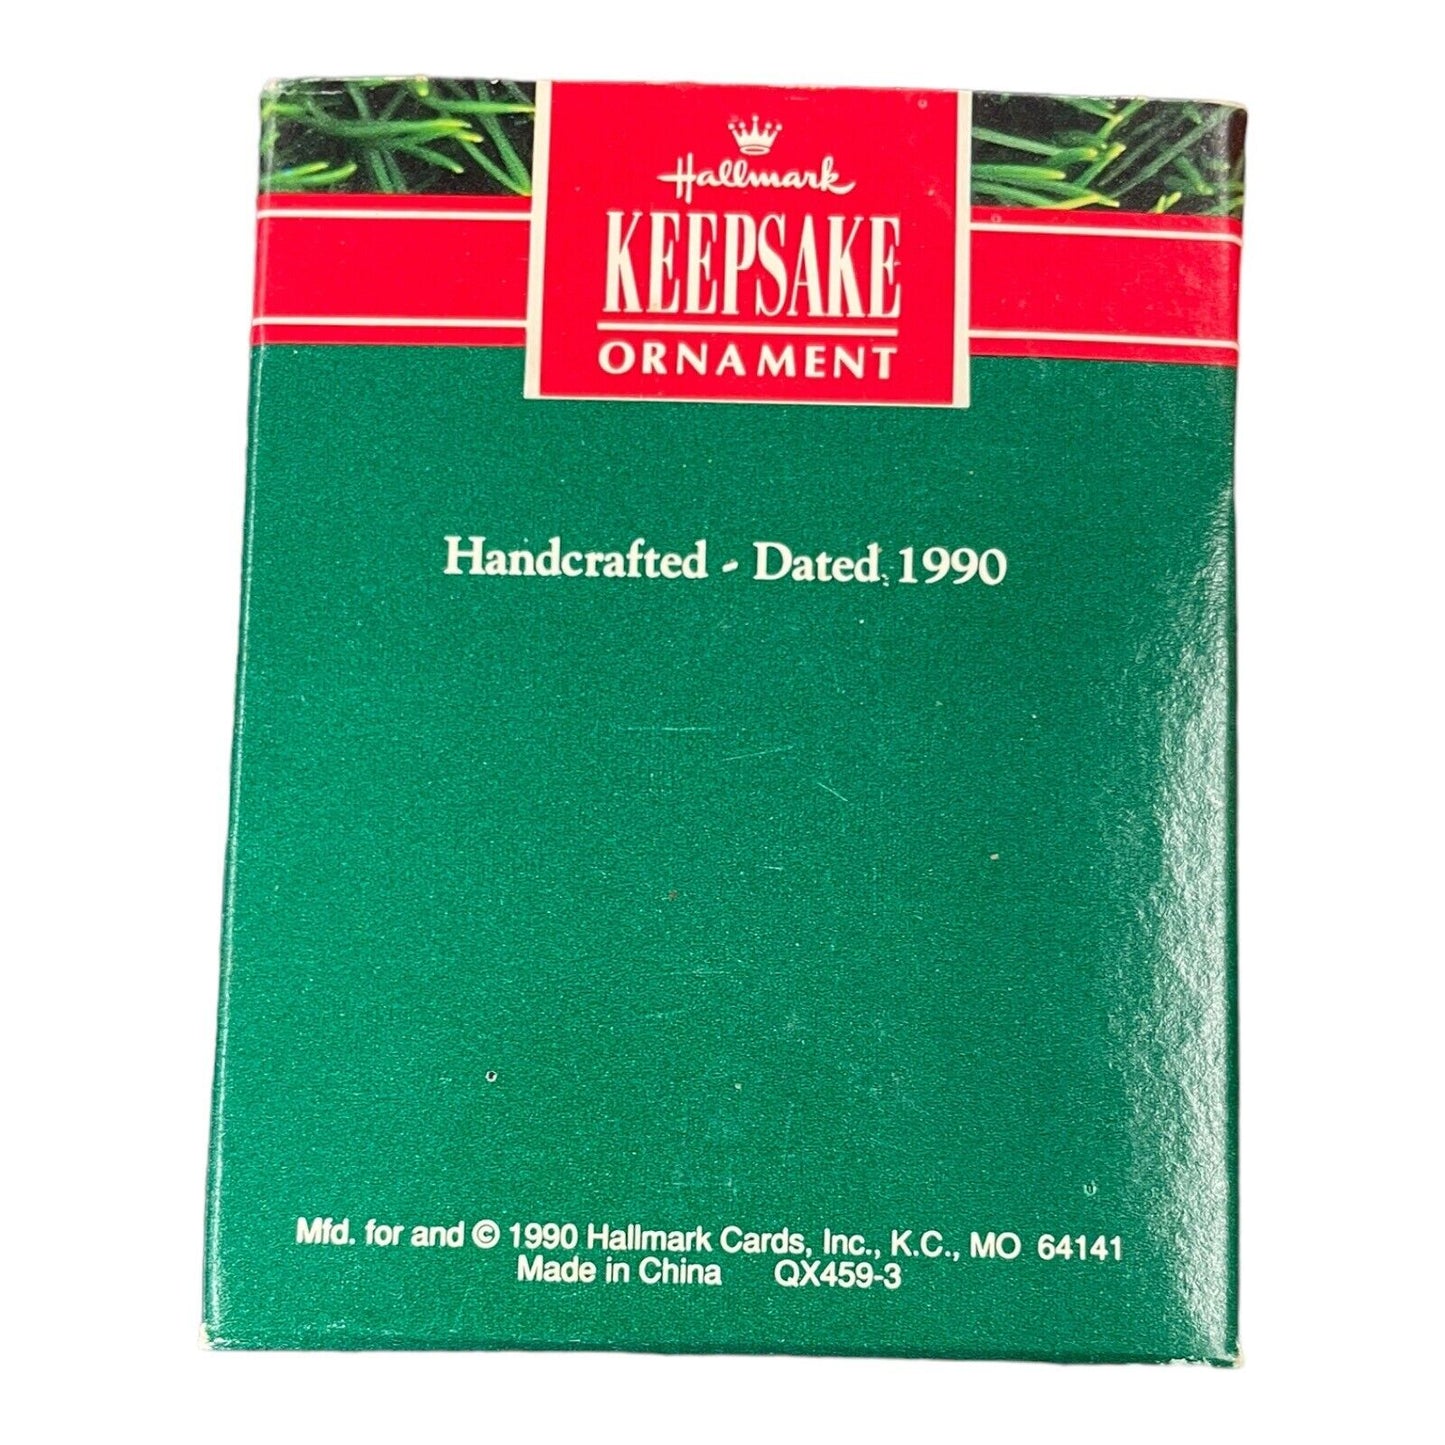 Hallmark
KEEPSAKE
ORNAMENT
Handcrafted - Dated, 1990
Mfd. for and © 1990 Hallmark Cards, Inc., K.C., MO 64141
Made in China QX459-3